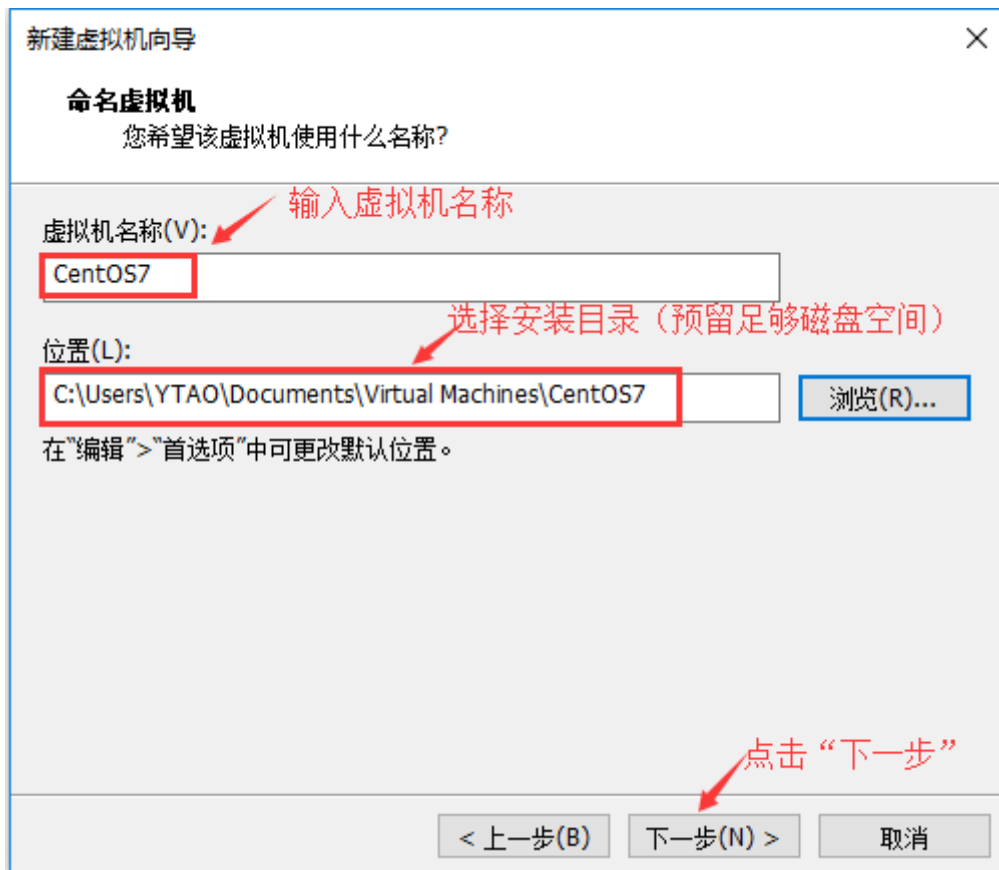 新建虚拟机向导
命名虚拟机
您希望该虚拟机使用什么名称?
输入虚拟机名称
虚拟机名称(V):
CentOS7
选择安装目录（预留足够磁盘空间）
位置(L):
C:\Users\YTAO\Documents\Virtual Machines\CentOS7
浏览(R)...
在"编辑">"首选项"中可更改默认位置。
点击“下一步”
< 上一步(B)
下一步(N) >
取消